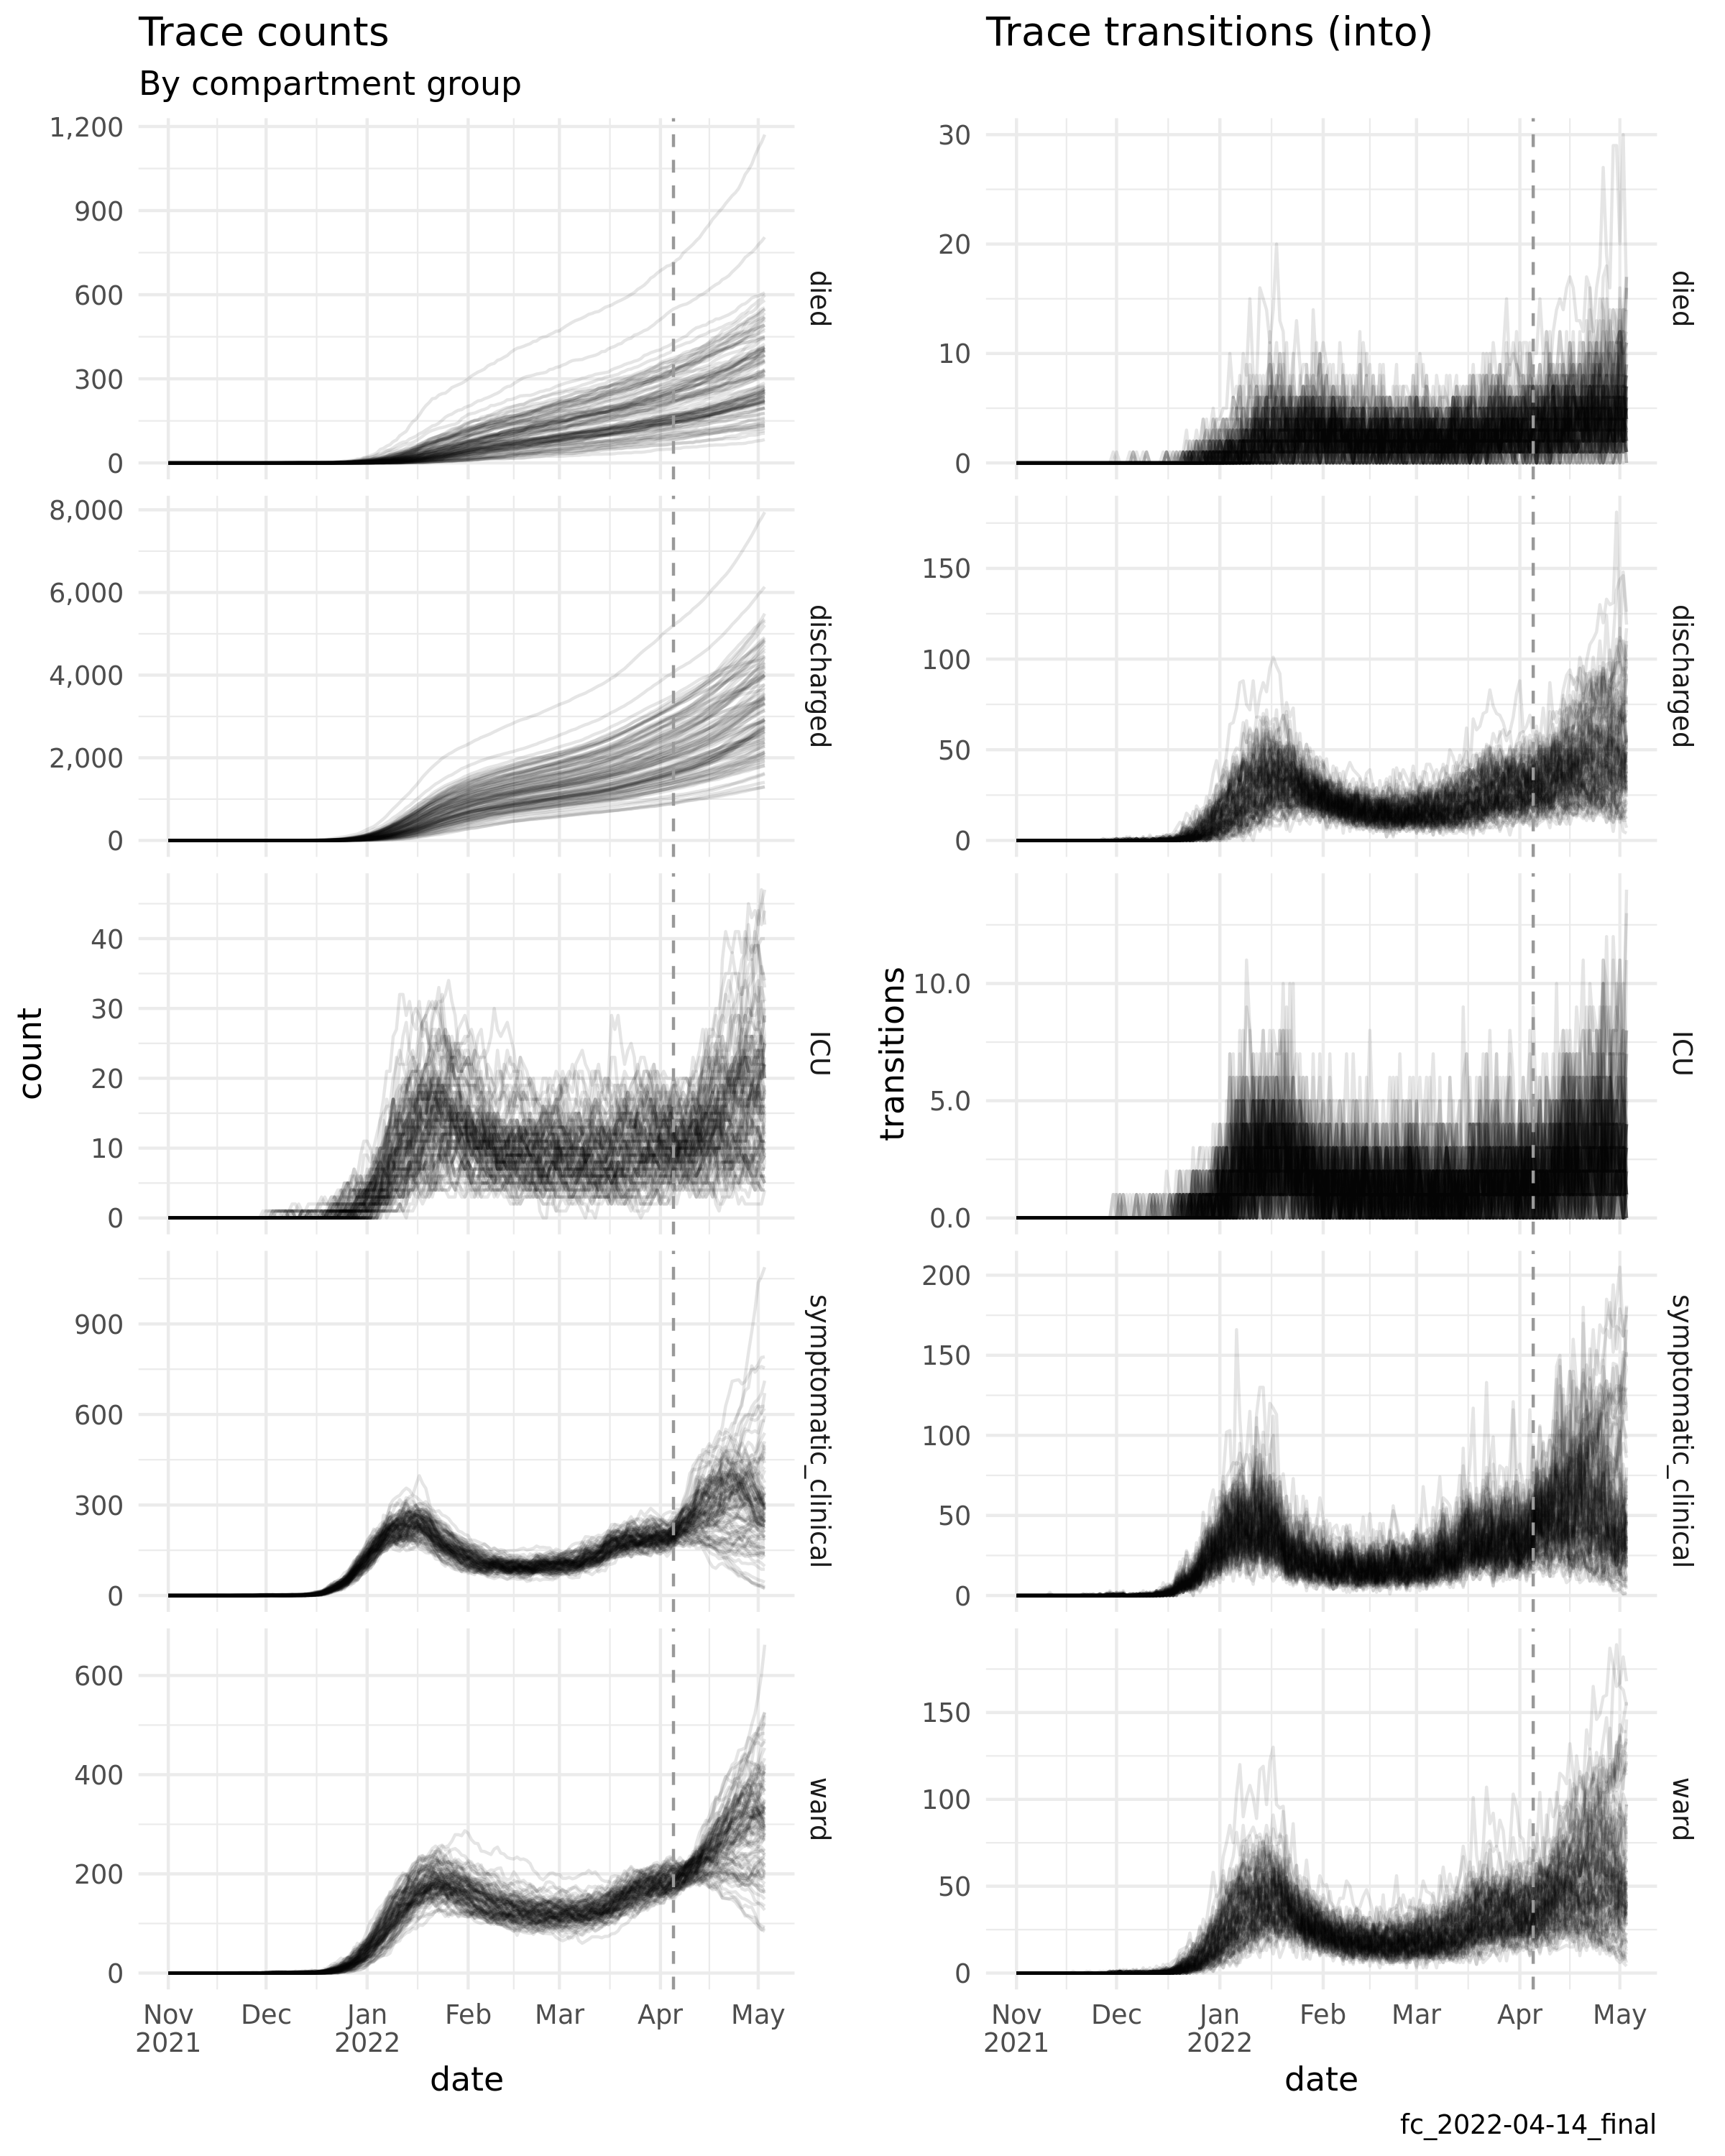 Trace counts
By compartment group
Trace transitions (into)
count
1,200
900
600
300
0
died
8,000
6,000
4,000
2,000
0
discharged
40
30
20
10
0
ICU
900
600
300
0
symptomatic_clinical
600
400
200
0
ward
Nov Dec Jan Feb Mar Apr May
2021 2022
date
transitions
30
20
10
0
died
150
100
50
0
discharged
10.0
5.0
0.0
ICU
200
150
100
50
0
symptomatic_clinical
150
100
50
0
ward
Nov Dec Jan Feb Mar Apr May
2021 2022
date
fc_2022-04-14_final